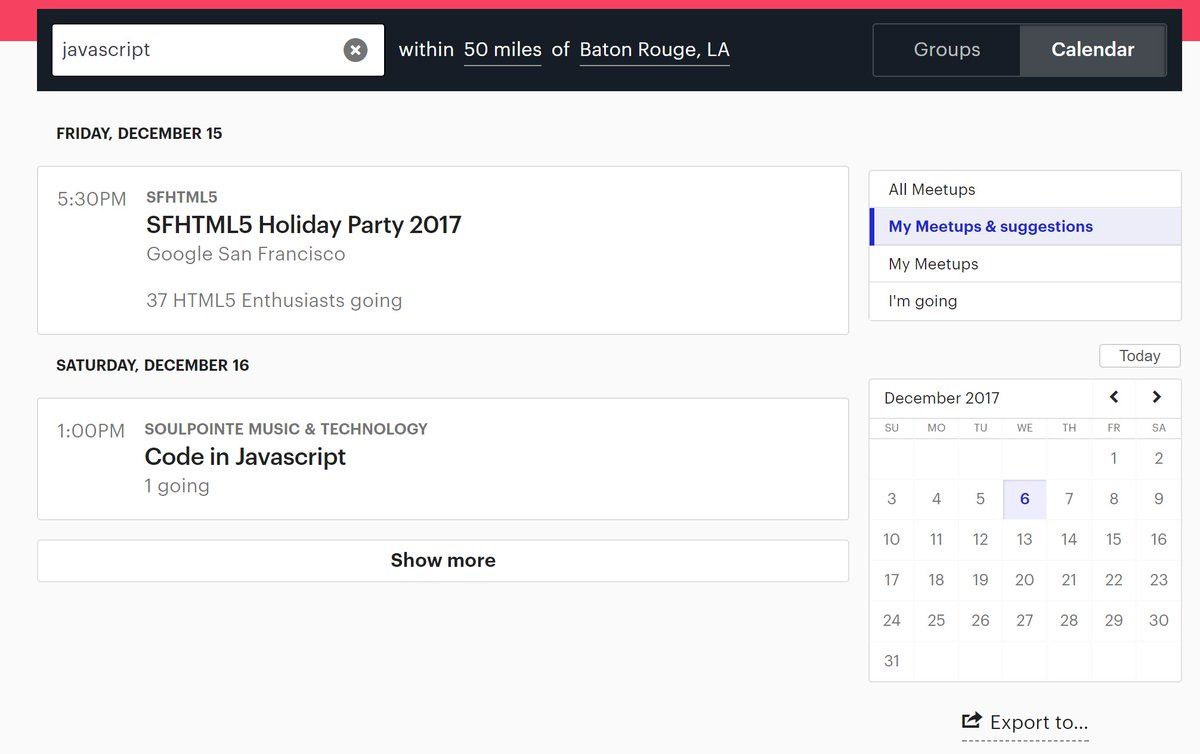 javascript within 50 miles of Baton Rouge, LA Groups Calendar
FRIDAY, DECEMBER 15
5:30PM SFHTML5
SFHTML5 Holiday Party 2017
Google San Francisco
37 HTML5 Enthusiasts going
SATURDAY, DECEMBER 16
1:00PM SOULPOINTE MUSIC & TECHNOLOGY
Code in Javascript
1 going
Show more
All Meetups
My Meetups & suggestions
My Meetups
I'm going
Today
December 2017
SU MO TU WE TH FR SA
1 2
3 4 5 6 7 8 9
10 11 12 13 14 15 16
17 18 19 20 21 22 23
24 25 26 27 28 29 30
31
Export to...